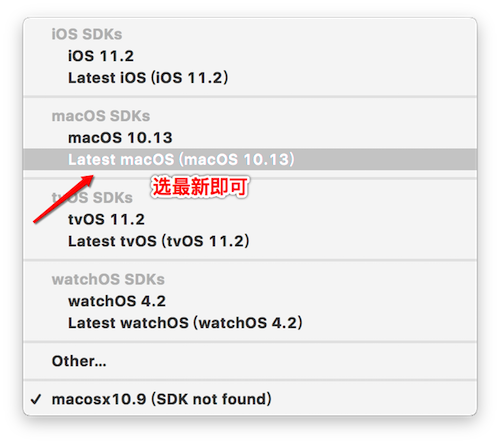 iOS SDKs
iOS 11.2
Latest iOS (iOS 11.2)
macOS SDKs
macOS 10.13
Latest macOS (macOS 10.13)
选最新即可
tvOS SDKs
tvOS 11.2
Latest tvOS (tvOS 11.2)
watchOS SDKs
watchOS 4.2
Latest watchOS (watchOS 4.2)
Other...
✓ macosx10.9 (SDK not found)